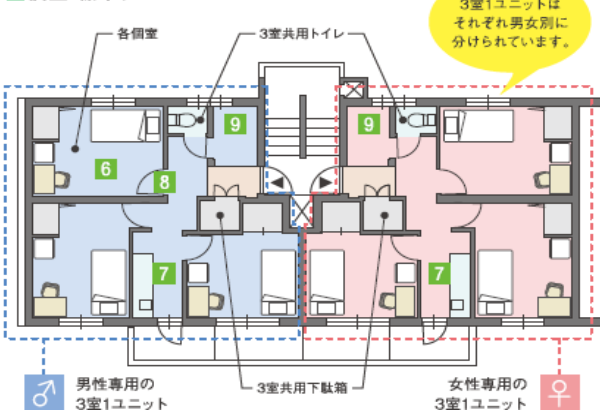 3室1ユニットは
それぞれ男女別に
分けられています。
各個室
3室共用トイレ
9
9
6
8
7
7
3室共用下駄箱
男性専用の
3室1ユニット
女性専用の
3室1ユニット